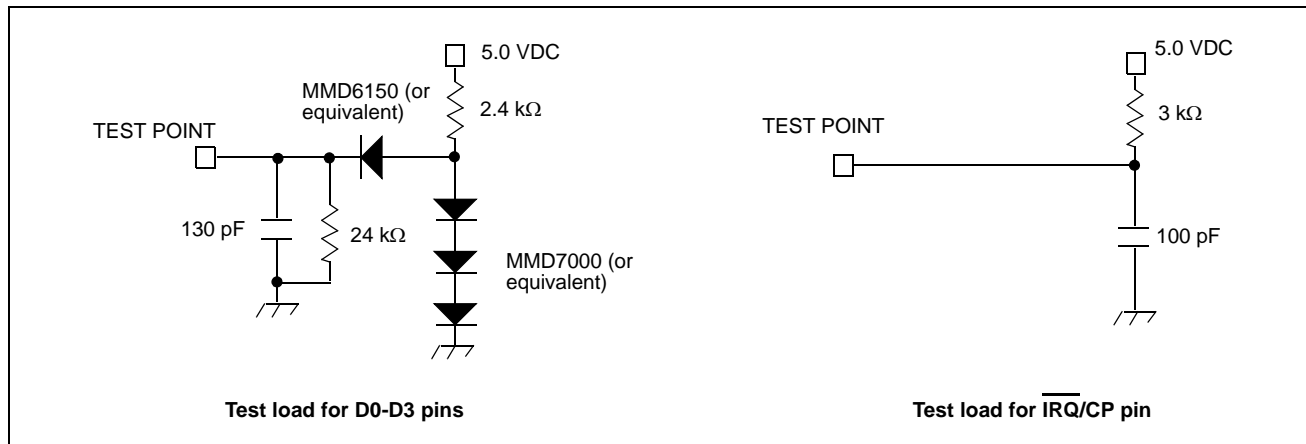 5.0 VDC
MMD6150 (or
equivalent)
2.4 kΩ
TEST POINT
130 pF
24 kΩ
MMD7000 (or
equivalent)
Test load for D0-D3 pins
5.0 VDC
3 kΩ
TEST POINT
100 pF
Test load for IRQ/CP pin